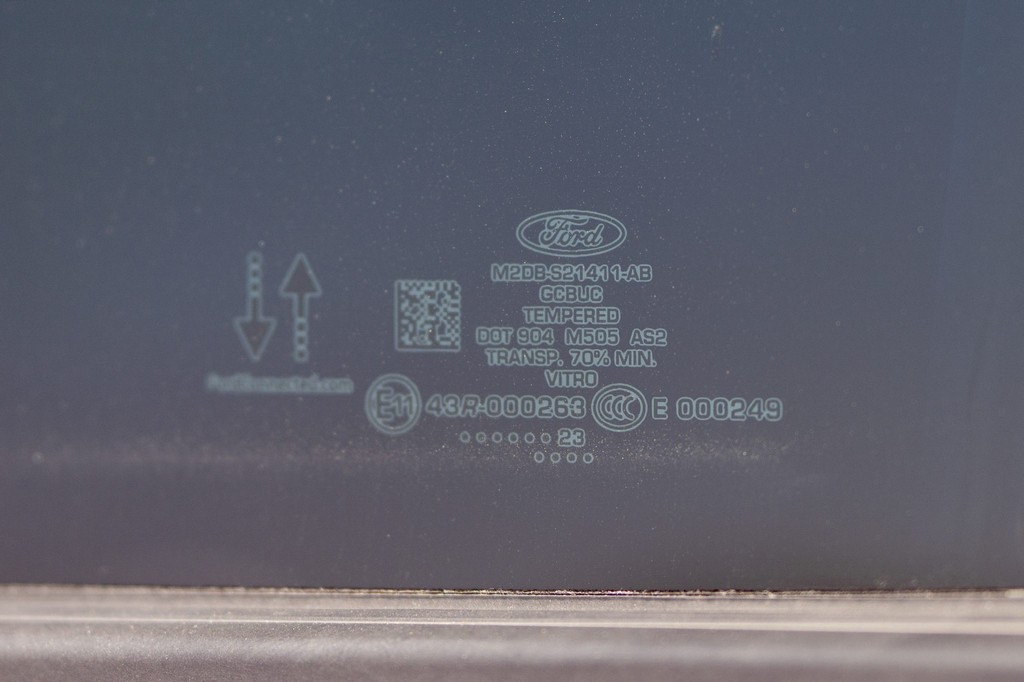 Ford
M2DB-S21411-AB
GCBUC
TEMPERED
DOT 904 M505 AS2
TRANSP. 70% MIN.
VITRO
E11 43R-000263 CCC E 000249
23